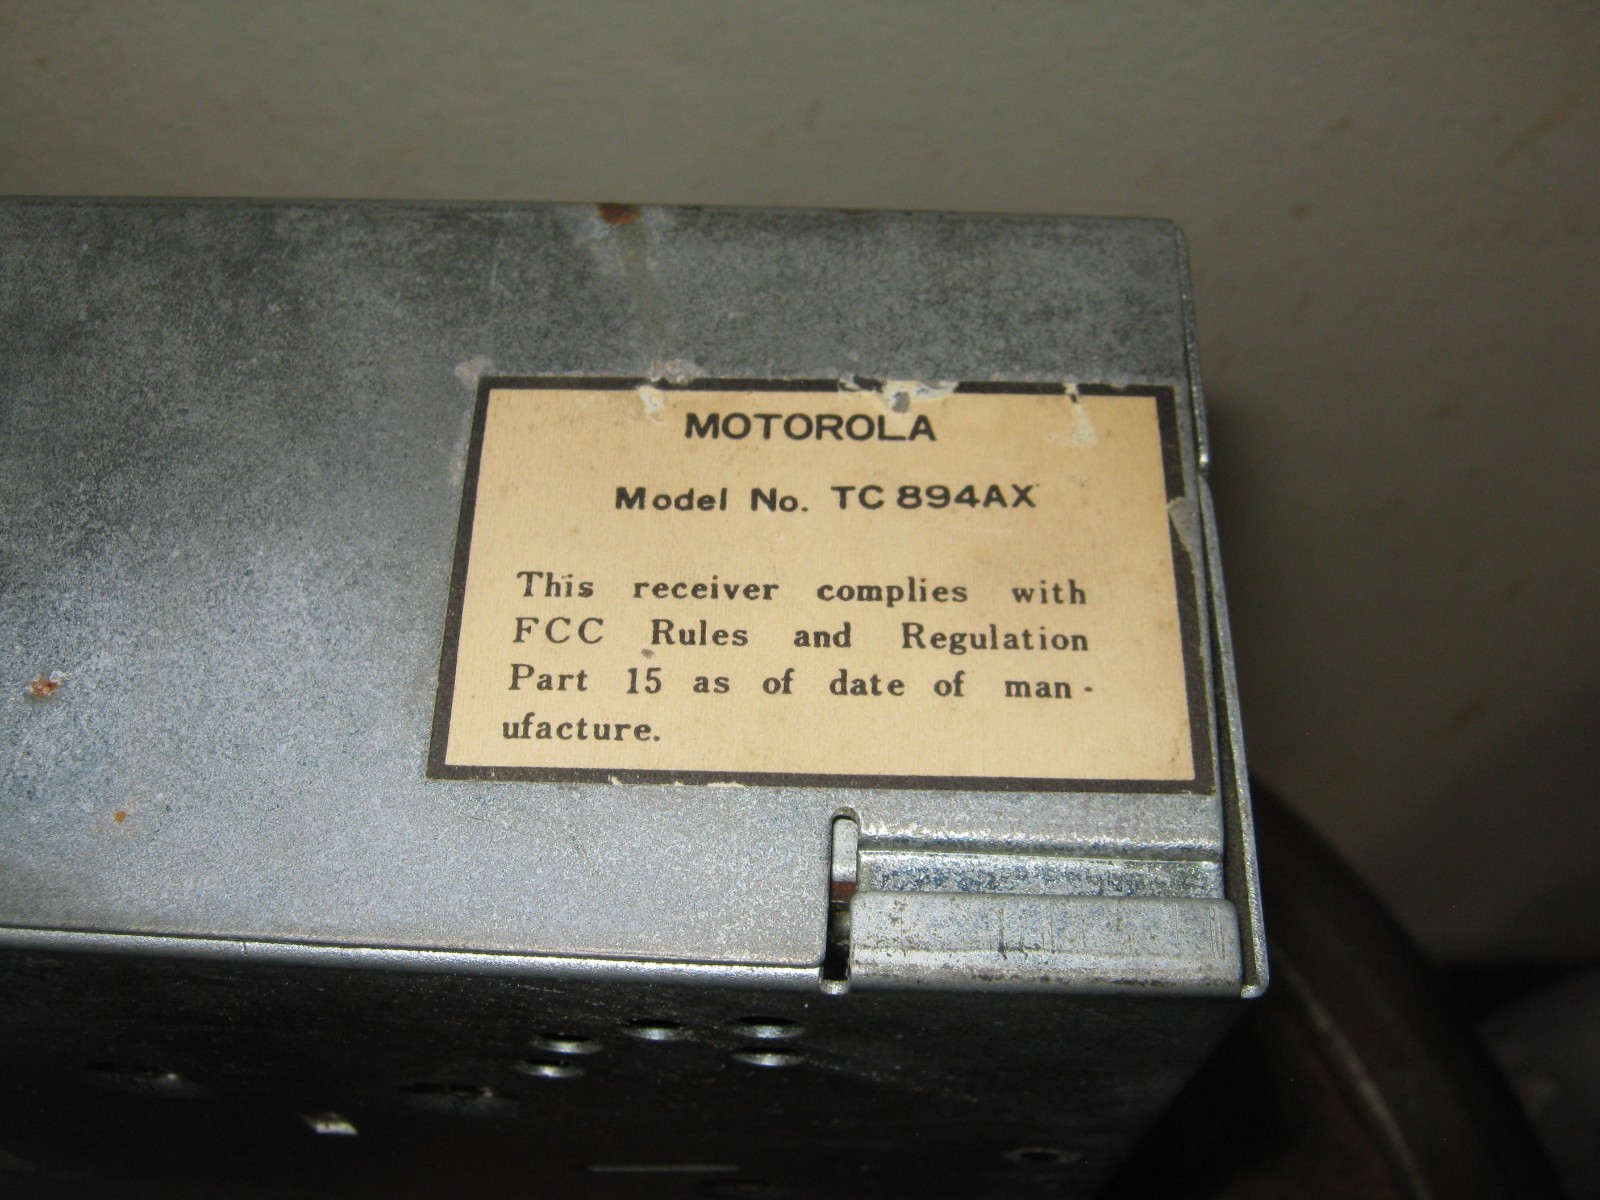 MOTOROLA
Model No. TC 894AX
This receiver complies with
FCC Rules and Regulation
Part 15 as of date of man-
ufacture.